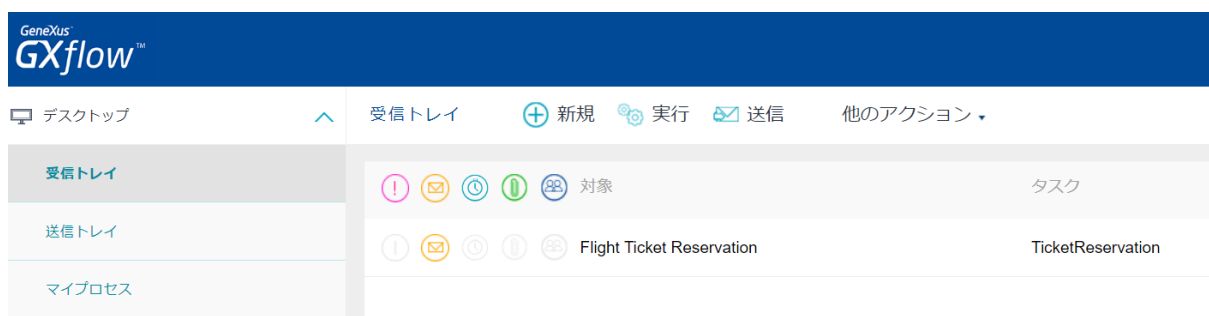 GeneXus™
GXflow™
デスクトップ
受信トレイ 新規 実行 送信 他のアクション
受信トレイ
対象 タスク
送信トレイ
Flight Ticket Reservation TicketReservation
マイプロセス